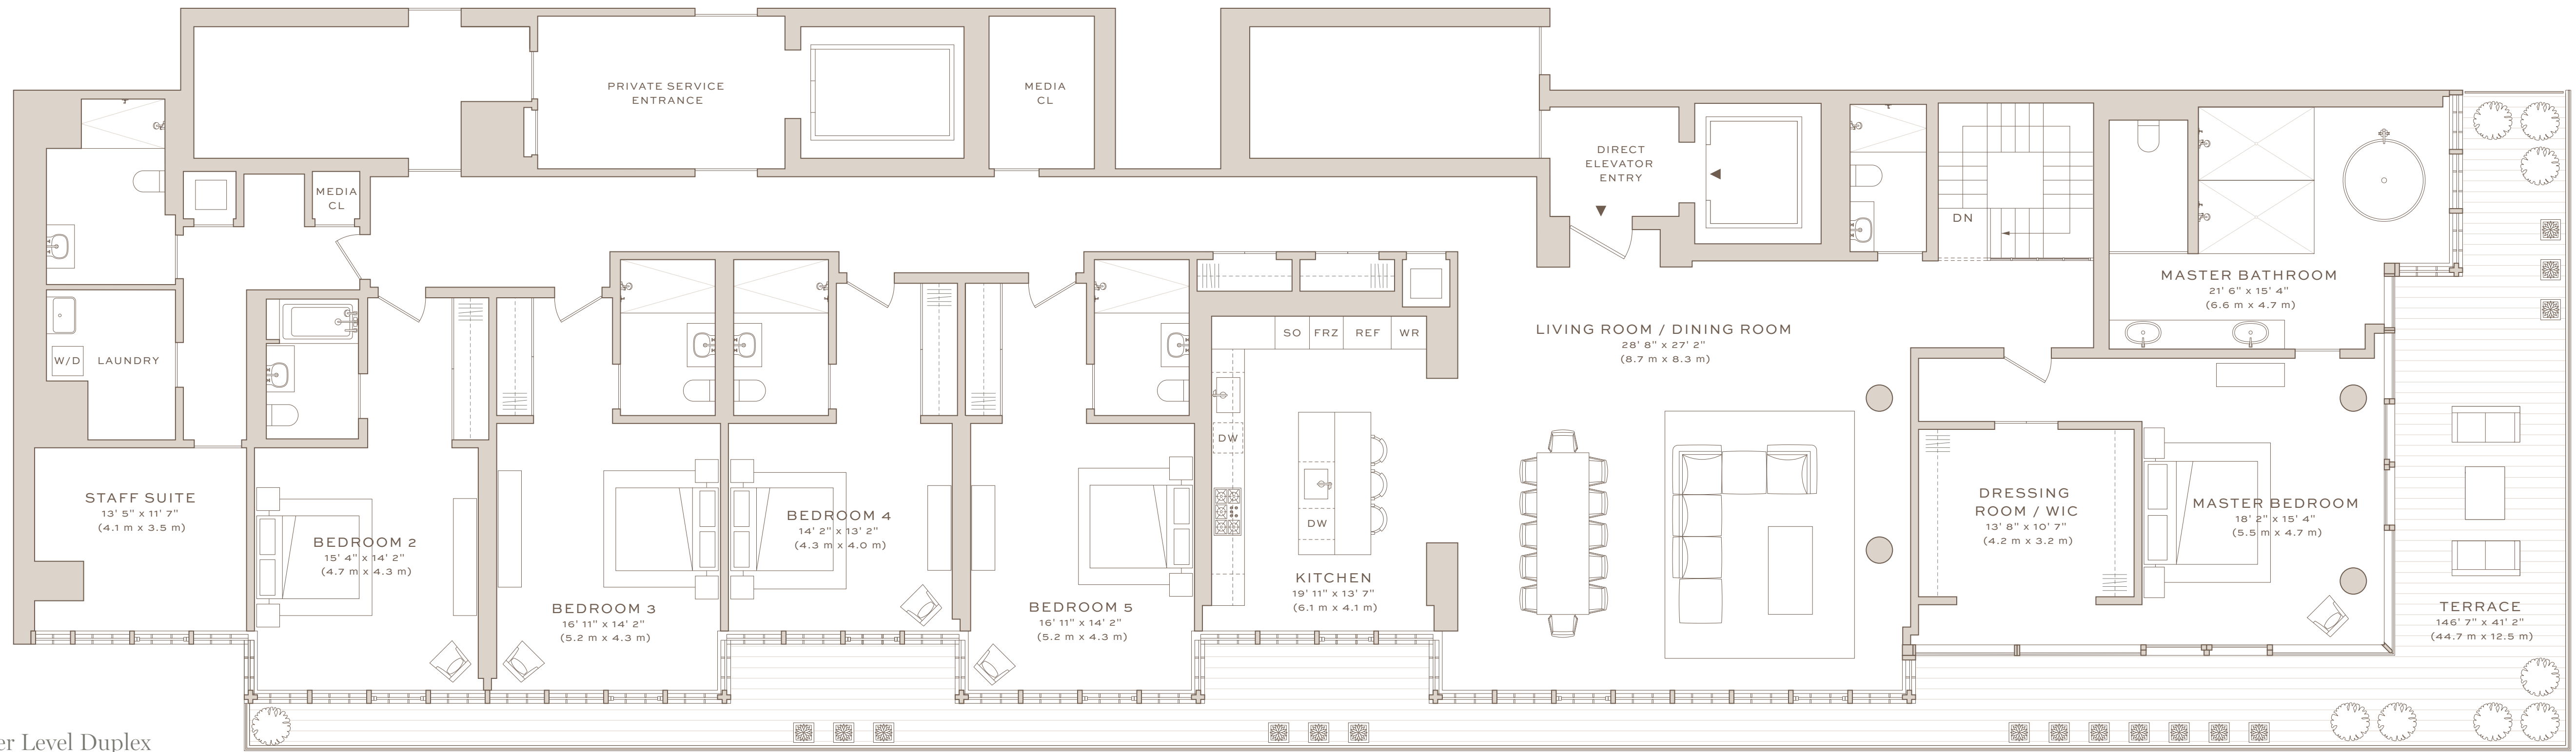 PRIVATE SERVICE
ENTRANCE
MEDIA
CL
DIRECT
ELEVATOR
ENTRY
MEDIA
CL
DN
MASTER BATHROOM
21' 6" x 15' 4"
(6.6 m x 4.7 m)
W/D
LAUNDRY
SO
FRZ
REF
WR
LIVING ROOM / DINING ROOM
28' 8" x 27' 2"
(8.7 m x 8.3 m)
DW
DW
STAFF SUITE
13' 5" x 11' 7"
(4.1 m x 3.5 m)
BEDROOM 2
15' 4" x 14' 2"
(4.7 m x 4.3 m)
BEDROOM 3
16' 11" x 14' 2"
(5.2 m x 4.3 m)
BEDROOM 4
14' 2" x 13' 2"
(4.3 m x 4.0 m)
BEDROOM 5
16' 11" x 14' 2"
(5.2 m x 4.3 m)
KITCHEN
19' 11" x 13' 7"
(6.1 m x 4.1 m)
DRESSING
ROOM / WIC
13' 8" x 10' 7"
(4.2 m x 3.2 m)
MASTER BEDROOM
18' 2" x 15' 4"
(5.5 m x 4.7 m)
TERRACE
146' 7" x 41' 2"
(44.7 m x 12.5 m)
er Level Duplex